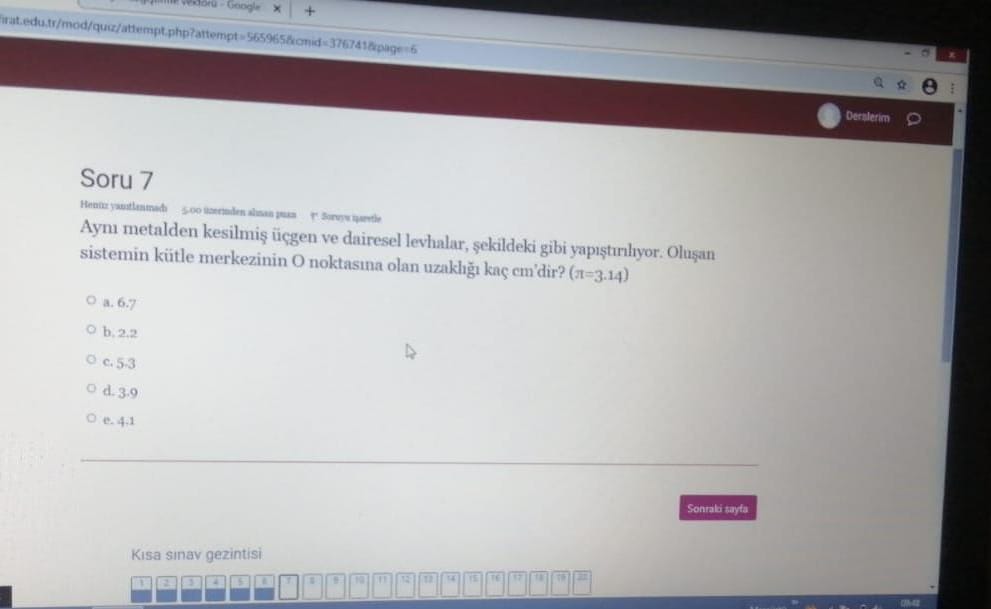 vektörü - Google
firat.edu.tr/mod/quiz/attempt.php?attempt=565965&cmid=376741&page=6
Derslerim
Soru 7
Henüz yanıtlanmadı 5,00 üzerinden alınan puan Soruyu işaretle
Aynı metalden kesilmiş üçgen ve dairesel levhalar, şekildeki gibi yapıştırılıyor. Oluşan
sistemin kütle merkezinin O noktasına olan uzaklığı kaç cm'dir? (π=3.14)
a. 6.7
b. 2.2
c. 5.3
d. 3.9
e. 4.1
Sonraki sayfa
Kısa sınav gezintisi
1 2 3 4 5 6 7 8 9 10 11 12 13 14 15 16 17 18 19 20